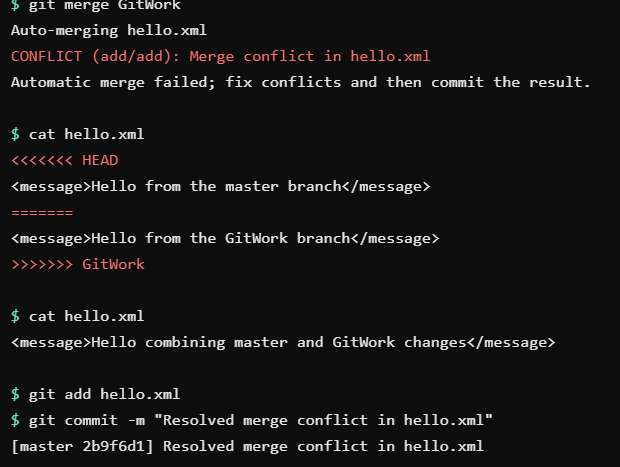 $ git merge GitWork
Auto-merging hello.xml
CONFLICT (add/add): Merge conflict in hello.xml
Automatic merge failed; fix conflicts and then commit the result.
$ cat hello.xml
<<<<<<< HEAD
<message>Hello from the master branch</message>
=======
<message>Hello from the GitWork branch</message>
>>>>>>> GitWork
$ cat hello.xml
<message>Hello combining master and GitWork changes</message>
$ git add hello.xml
$ git commit -m "Resolved merge conflict in hello.xml"
[master 2b9f6d1] Resolved merge conflict in hello.xml